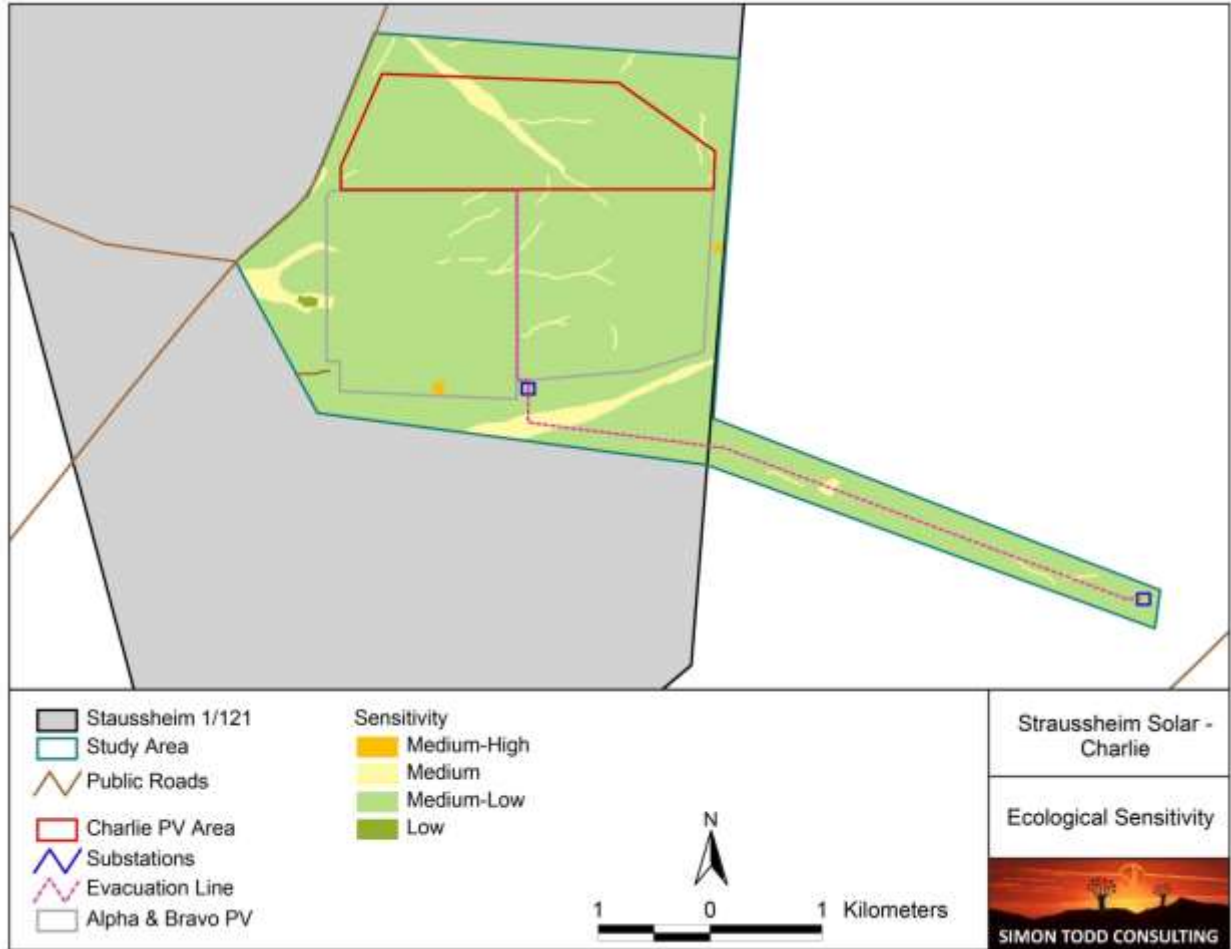 Staussheim 1/121
Study Area
Public Roads
Charlie PV Area
Substations
Evacuation Line
Alpha & Bravo PV
Sensitivity
Medium-High
Medium
Medium-Low
Low
N
1 0 1 Kilometers
Straussheim Solar -
Charlie
Ecological Sensitivity
SIMON TODD CONSULTING